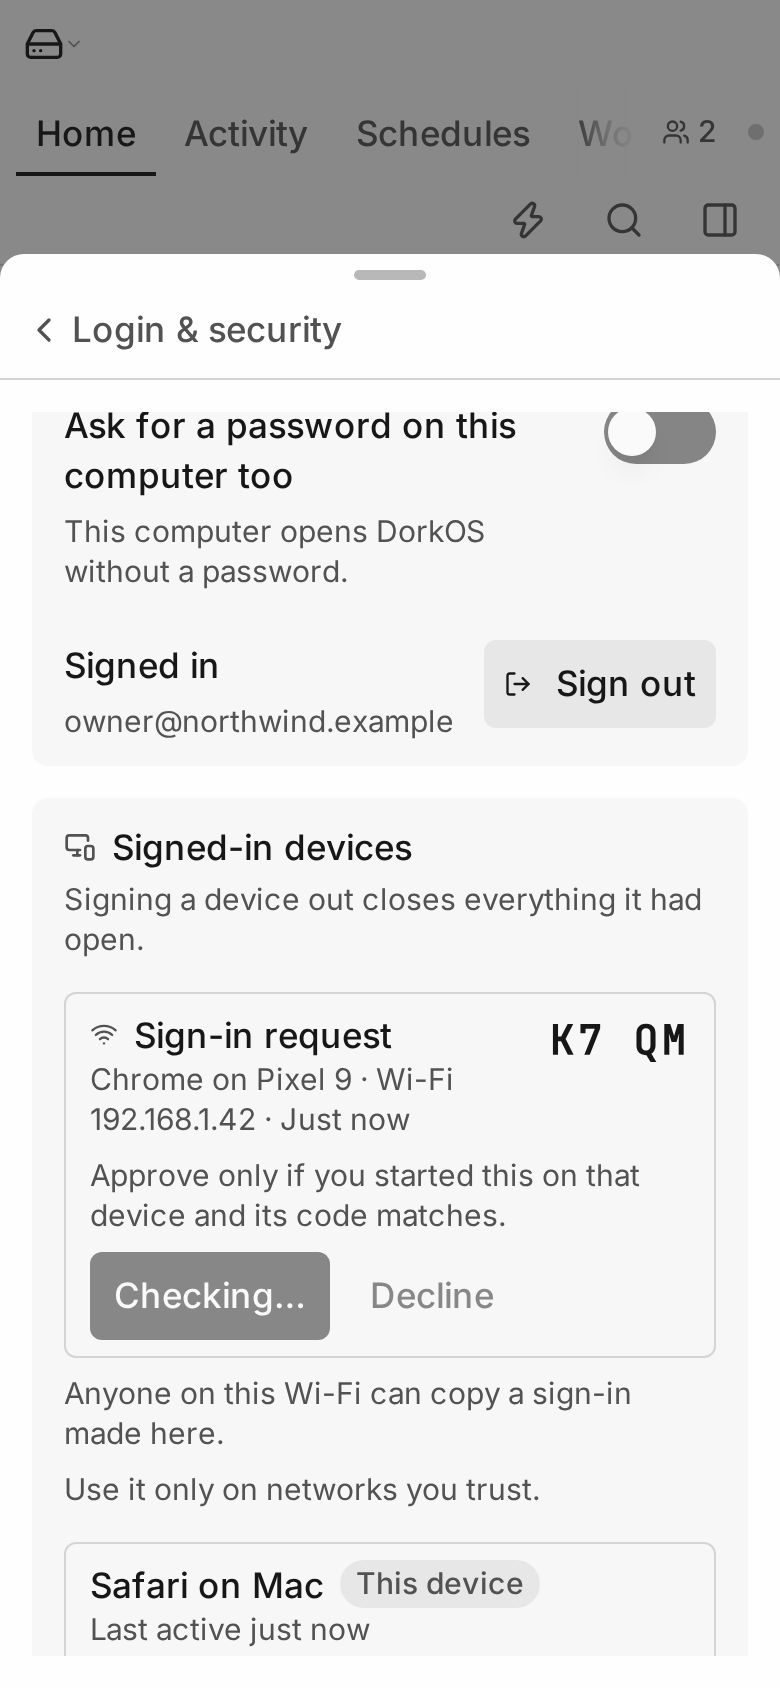 Home Activity Schedules Wo 2
Login & security
Ask for a password on this
computer too
This computer opens DorkOS
without a password.
Signed in
Sign out
owner@northwind.example
Signed-in devices
Signing a device out closes everything it had
open.
Sign-in request
K7 QM
Chrome on Pixel 9 · Wi-Fi
192.168.1.42 · Just now
Approve only if you started this on that
device and its code matches.
Checking... Decline
Anyone on this Wi-Fi can copy a sign-in
made here.
Use it only on networks you trust.
Safari on Mac This device
Last active just now